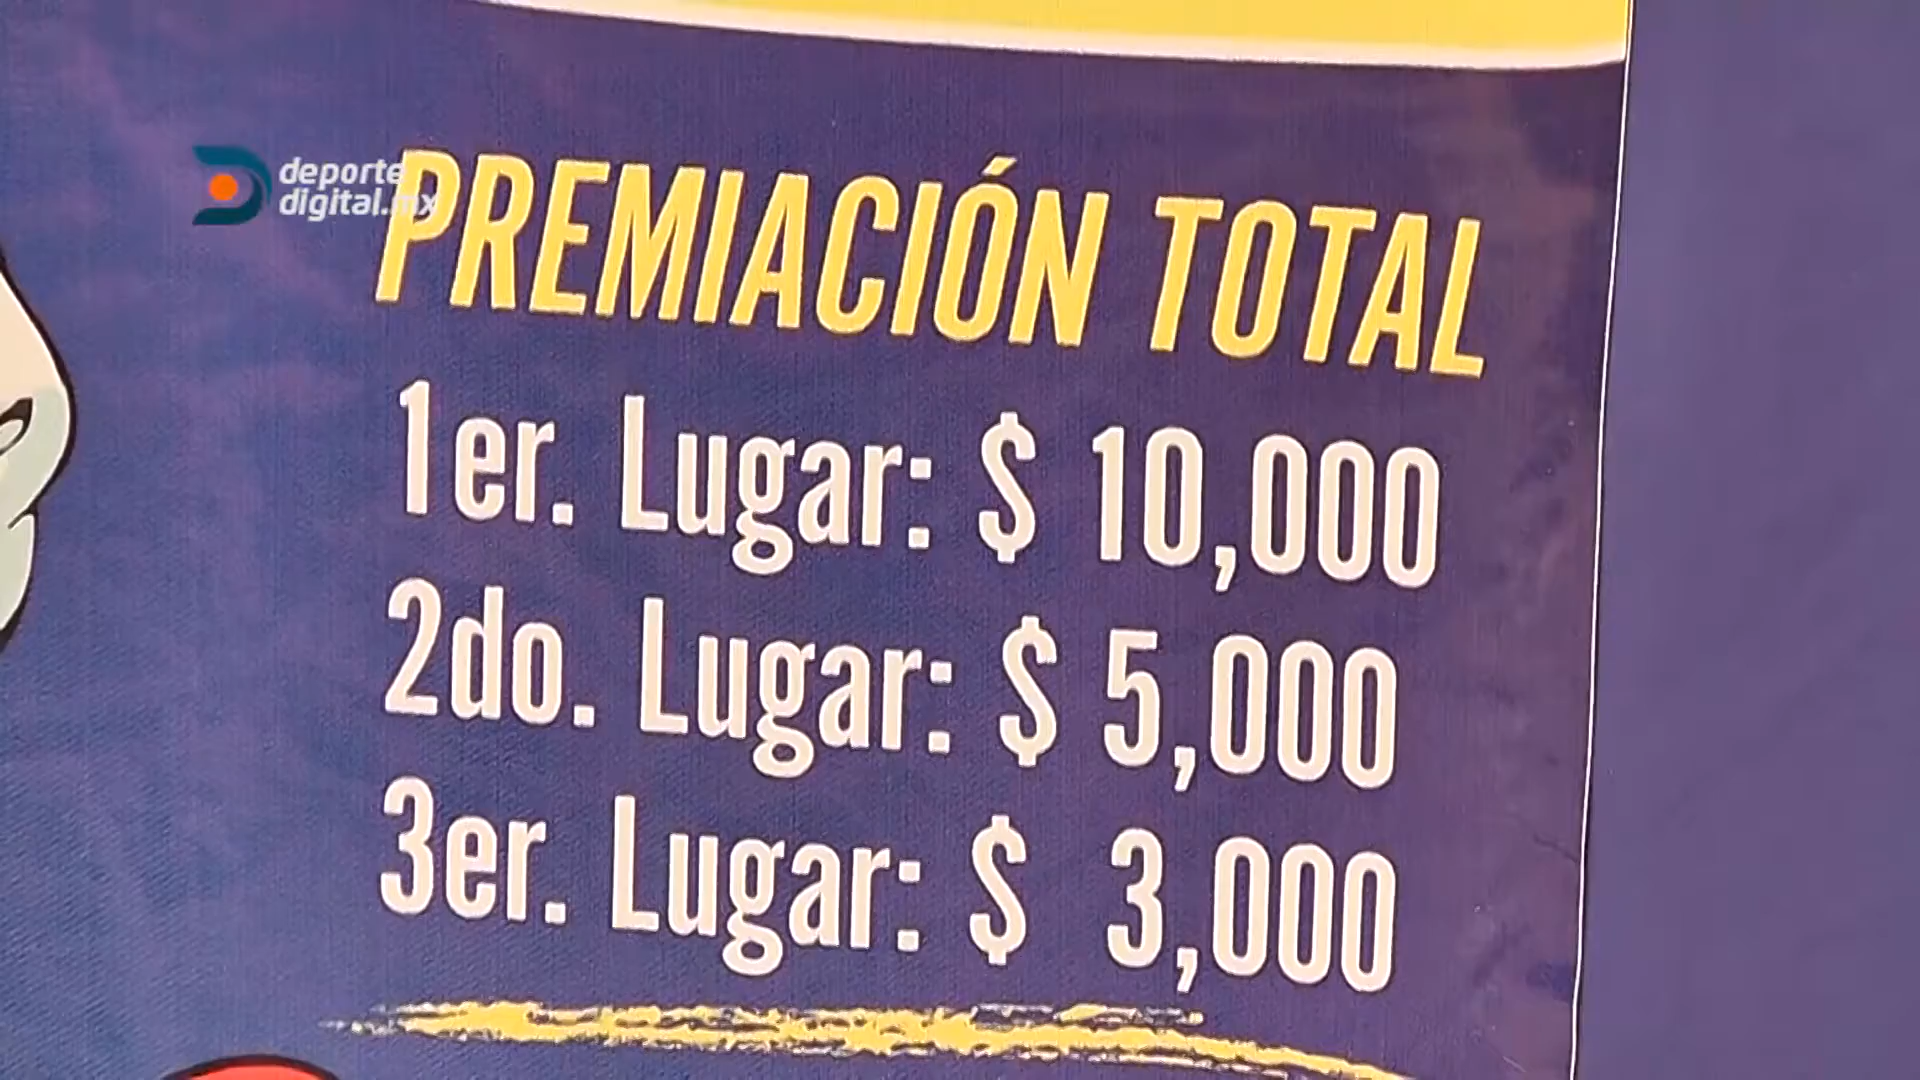 deporte
digital.mx
PREMIACIÓN TOTAL
1er. Lugar: $ 10,000
2do. Lugar: $ 5,000
3er. Lugar: $ 3,000